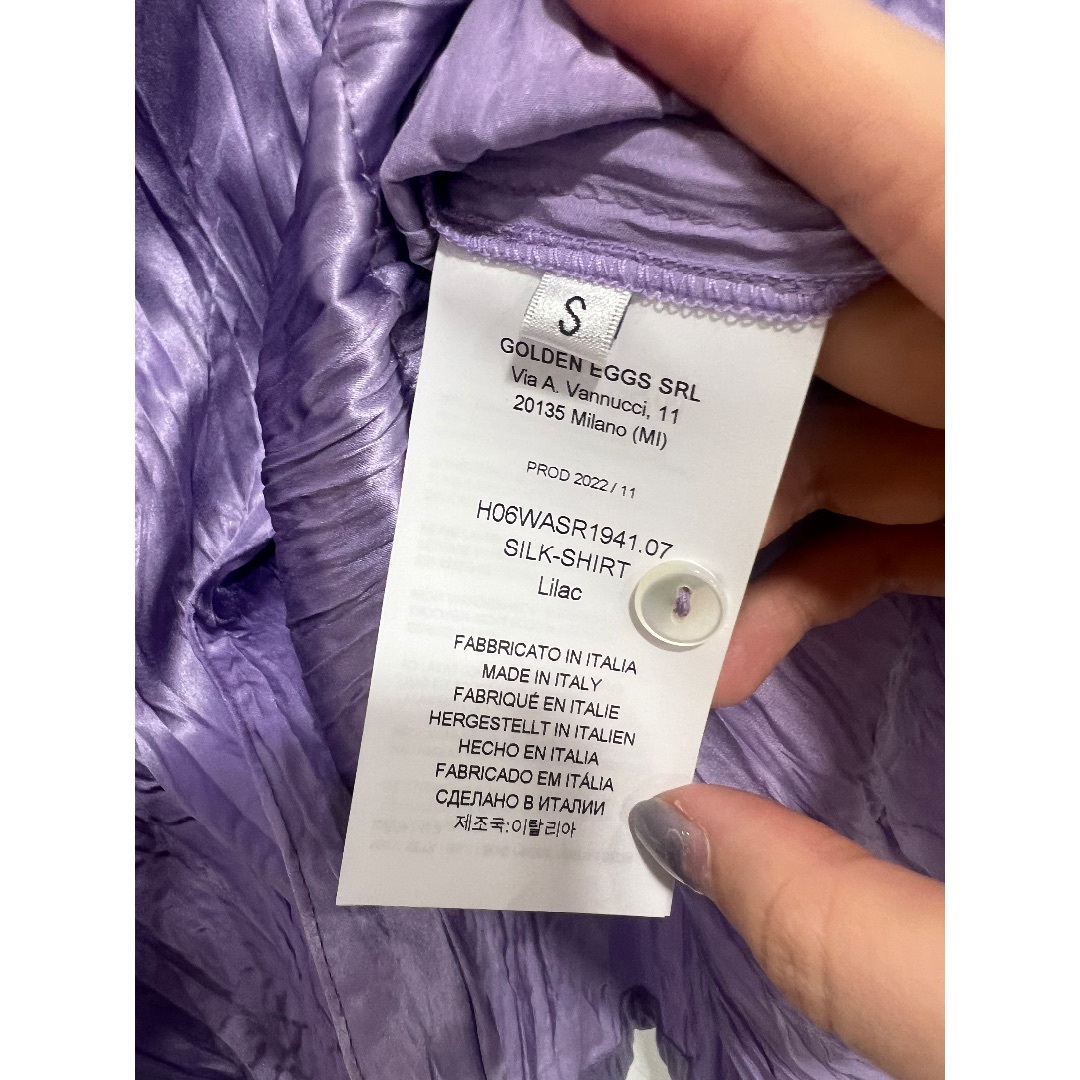 S
GOLDEN EGGS SRL
Via A. Vannucci, 11
20135 Milano (MI)
PROD 2022 / 11
H06WASR1941.07
SILK-SHIRT
Lilac
FABBRICATO IN ITALIA
MADE IN ITALY
FABRIQUÉ EN ITALIE
HERGESTELLT IN ITALIEN
HECHO EN ITALIA
FABRICADO EM ITÁLIA
СДЕЛАНО В ИТАЛИИ
제조국:이탈리아